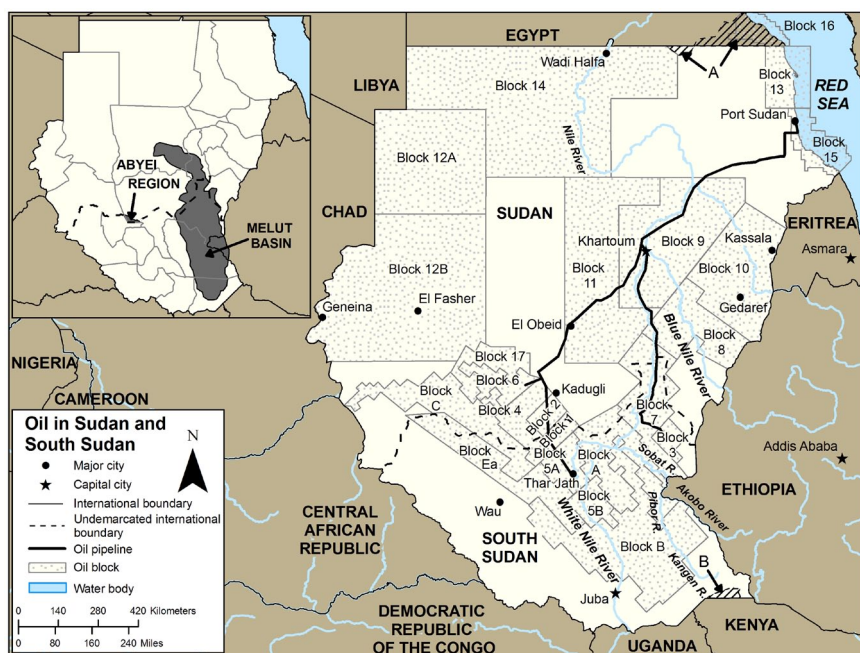 EGYPT
Block 16
LIBYA
Wadi Halfa
A
Block 14
Block
13
RED
SEA
Port Sudan
Block
15
Nile River
Block 12A
CHAD
SUDAN
Khartoum
Block 9
Kassala
ERITREA
Asmara
Block
11
Block 10
Gedaref
Block 12B
El Fasher
Geneina
El Obeid
Blue Nile River
Block
8
NIGERIA
CAMEROON
Block 17
Block 6
Block
C
Block 4
Kadugli
Block 2
Block 1
Block
7
Block
3
Block
Ea
Block
5A
Block
A
Thar Jath
Block
5B
Sobat R.
Addis Ababa
ETHIOPIA
Akobo River
Pibor R.
Wau
White Nile River
Block B
CENTRAL
AFRICAN
REPUBLIC
SOUTH
SUDAN
Kangen R.
B
Juba
DEMOCRATIC
REPUBLIC
OF THE CONGO
UGANDA
KENYA
ABYEI
REGION
MELUT
BASIN
Oil in Sudan and
South Sudan
N
Major city
Capital city
International boundary
Undemarcated international
boundary
Oil pipeline
Oil block
Water body
0 140 280 420 Kilometers
0 80 160 240 Miles